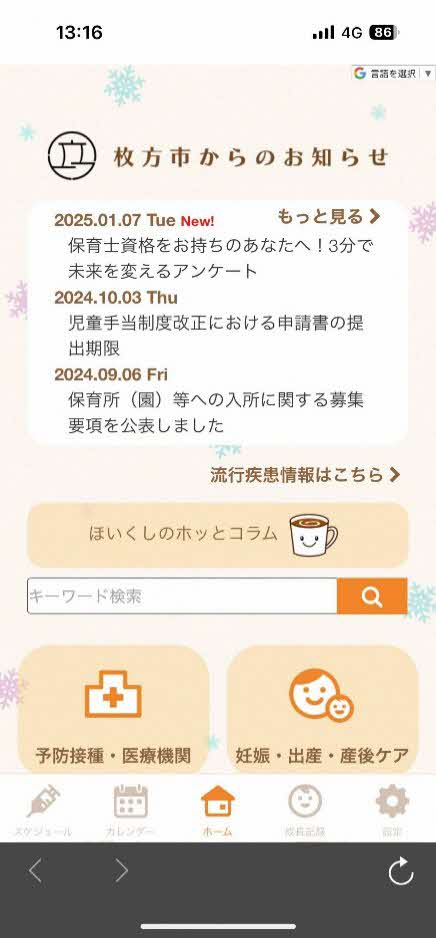 13:16
4G 86
G 言語を選択 ▼
枚方市からのお知らせ
2025.01.07 Tue New!
もっと見る
保育士資格をお持ちのあなたへ！3分で
未来を変えるアンケート
2024.10.03 Thu
児童手当制度改正における申請書の提
出期限
2024.09.06 Fri
保育所（園）等への入所に関する募集
要項を公表しました
流行疾患情報はこちら
ほいくしのホッとコラム
キーワード検索
予防接種・医療機関
妊娠・出産・産後ケア
スケジュール
カレンダー
ホーム
成長記録
設定